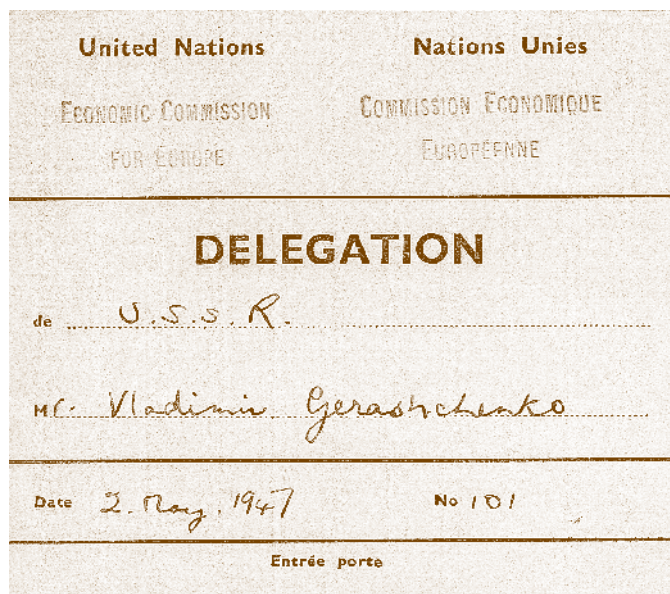 United Nations Nations Unies
ECONOMIC COMMISSION COMMISSION ECONOMIQUE
FOR EUROPE EUROPÉENNE
DELEGATION
de U.S.S.R.
Mr. Vladimir Gerashchenko
Date 2. May. 1947 No 101
Entrée porte